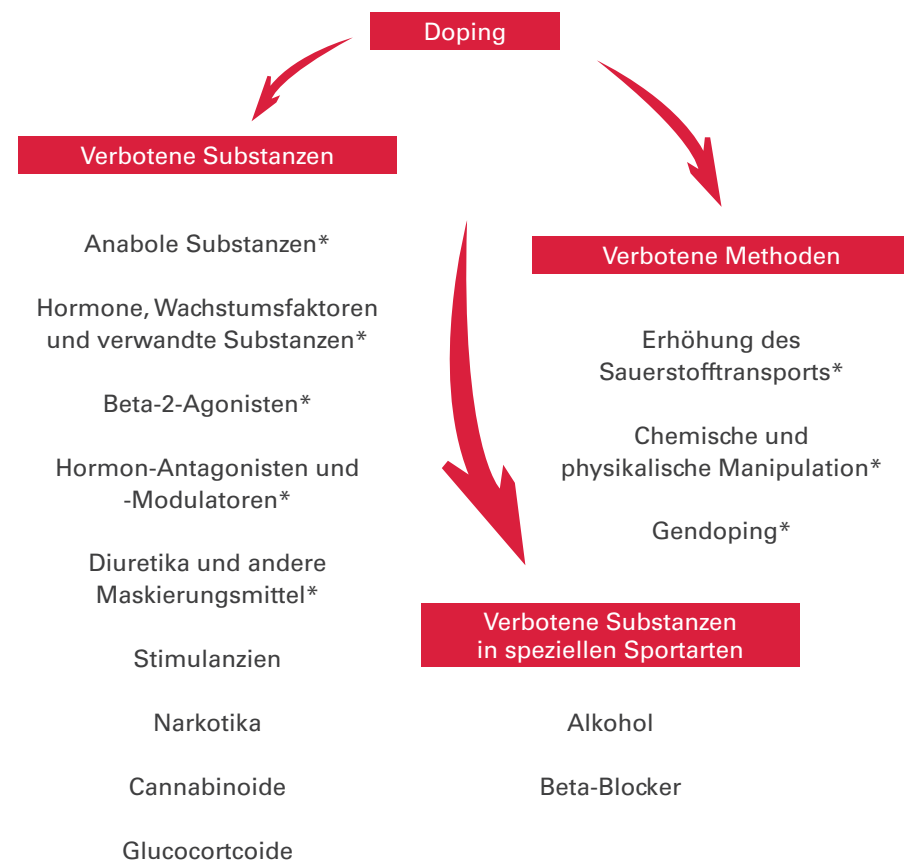 Doping
Verbotene Substanzen
Anabole Substanzen*
Hormone, Wachstumsfaktoren
und verwandte Substanzen*
Beta-2-Agonisten*
Hormon-Antagonisten und
-Modulatoren*
Diuretika und andere
Maskierungsmittel*
Stimulanzien
Narkotika
Cannabinoide
Glucocortcoide
Verbotene Methoden
Erhöhung des
Sauerstofftransports*
Chemische und
physikalische Manipulation*
Gendoping*
Verbotene Substanzen
in speziellen Sportarten
Alkohol
Beta-Blocker